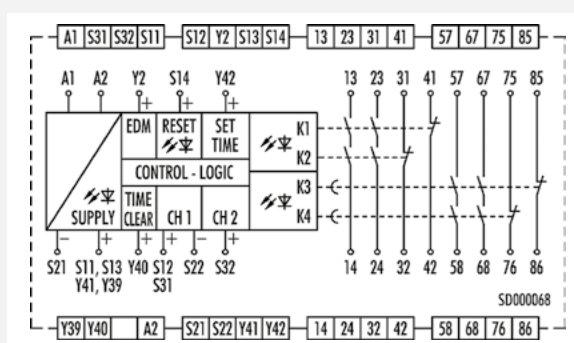 A1 S31 S32 S11 S12 Y2 S13 S14 13 23 31 41 57 67 75 85
A1 A2 Y2 S14 Y42 13 23 31 41 57 67 75 85
+ + +
EDM RESET SET TIME K1
K2
CONTROL - LOGIC
SUPPLY TIME CLEAR CH 1 CH 2 K3
K4
− + + + − +
S21 S11, S13 Y40 S12 S22 S32 14 24 32 42 58 68 76 86
Y41, Y39 S31
SD000068
Y39 Y40 A2 S21 S22 Y41 Y42 14 24 32 42 58 68 76 86